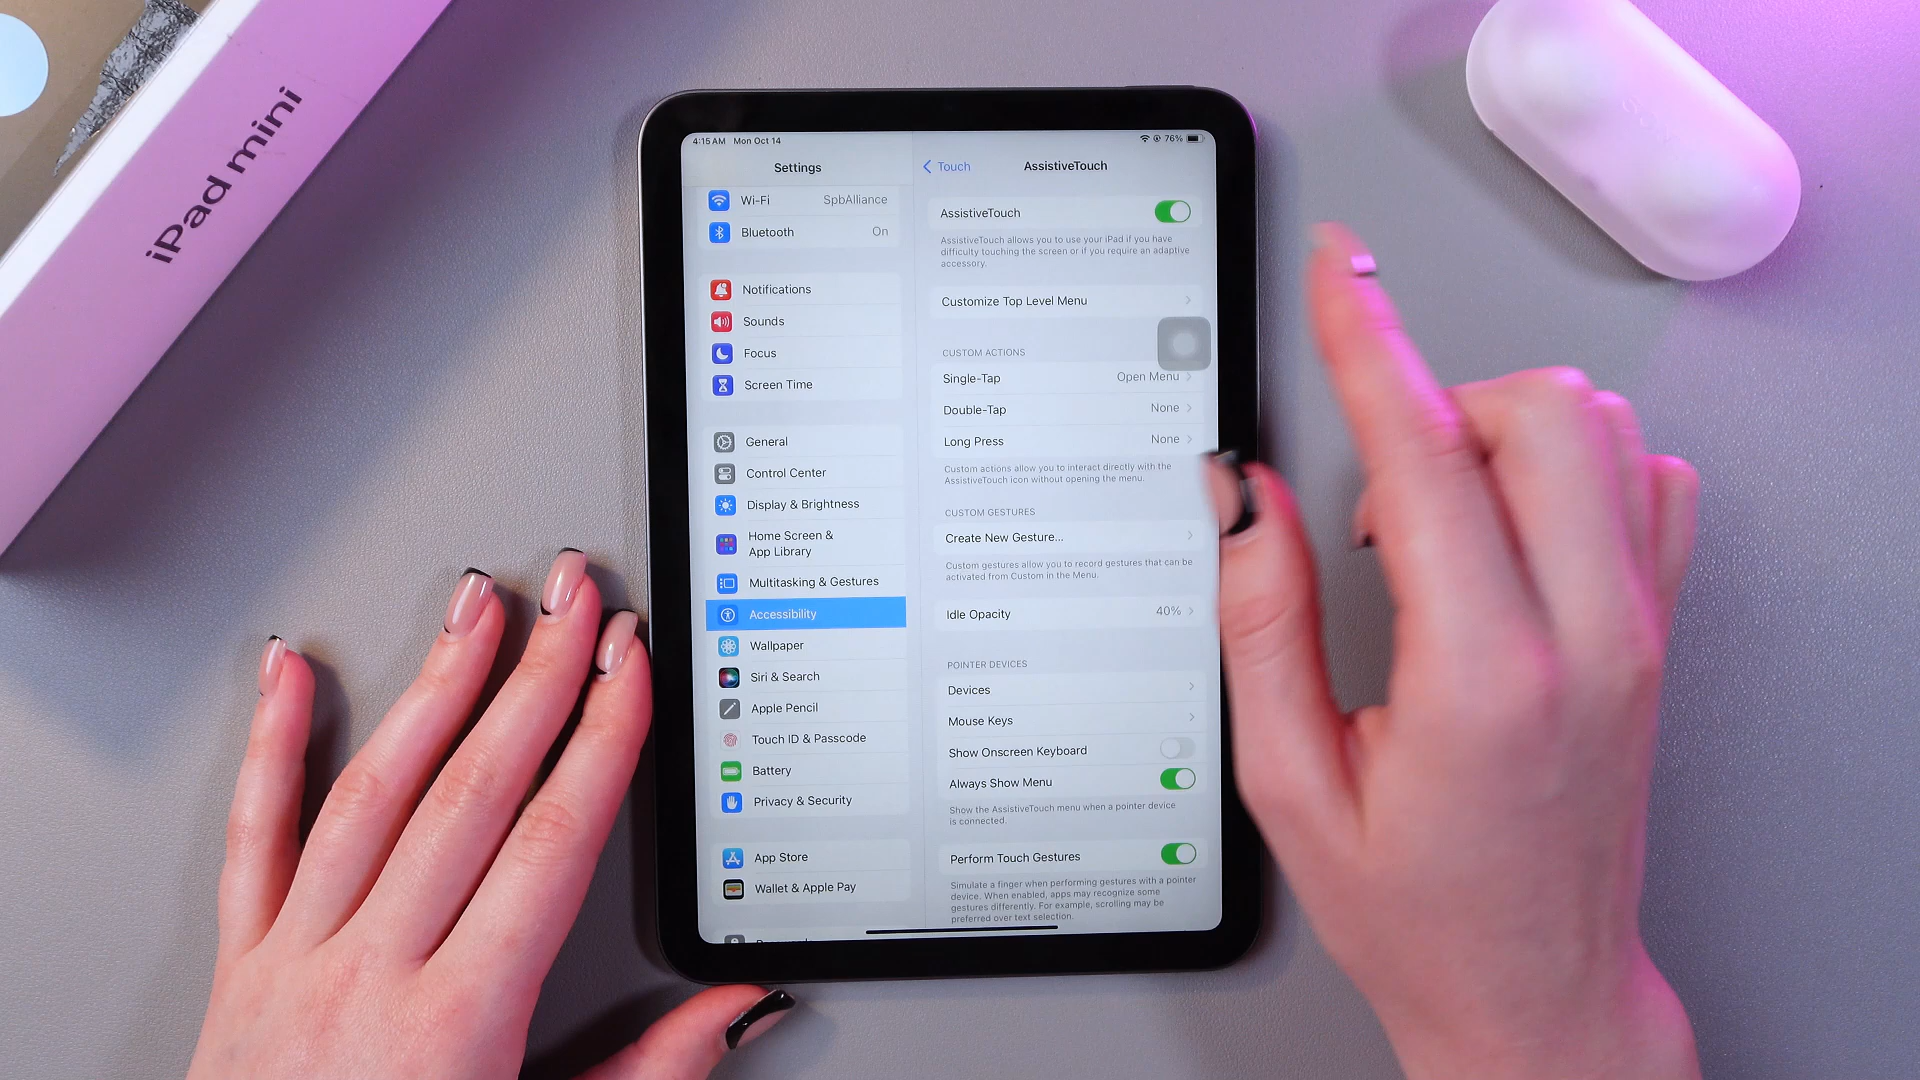 iPad mini
4:15 AM Mon Oct 14
76%
Settings
Wi-Fi SpbAlliance
Bluetooth On
Notifications
Sounds
Focus
Screen Time
General
Control Center
Display & Brightness
Home Screen &
App Library
Multitasking & Gestures
Accessibility
Wallpaper
Siri & Search
Apple Pencil
Touch ID & Passcode
Battery
Privacy & Security
App Store
Wallet & Apple Pay
Touch
AssistiveTouch
AssistiveTouch
AssistiveTouch allows you to use your iPad if you have
difficulty touching the screen or if you require an adaptive
accessory.
Customize Top Level Menu
CUSTOM ACTIONS
Single-Tap Open Menu
Double-Tap None
Long Press None
Custom actions allow you to interact directly with the
AssistiveTouch icon without opening the menu.
CUSTOM GESTURES
Create New Gesture...
Custom gestures allow you to record gestures that can be
activated from Custom in the Menu.
Idle Opacity 40%
POINTER DEVICES
Devices
Mouse Keys
Show Onscreen Keyboard
Always Show Menu
Show the AssistiveTouch menu when a pointer device
is connected.
Perform Touch Gestures
Simulate a finger when performing gestures with a pointer
device. When enabled, apps may recognize some
gestures differently. For example, scrolling may be
preferred over text selection.